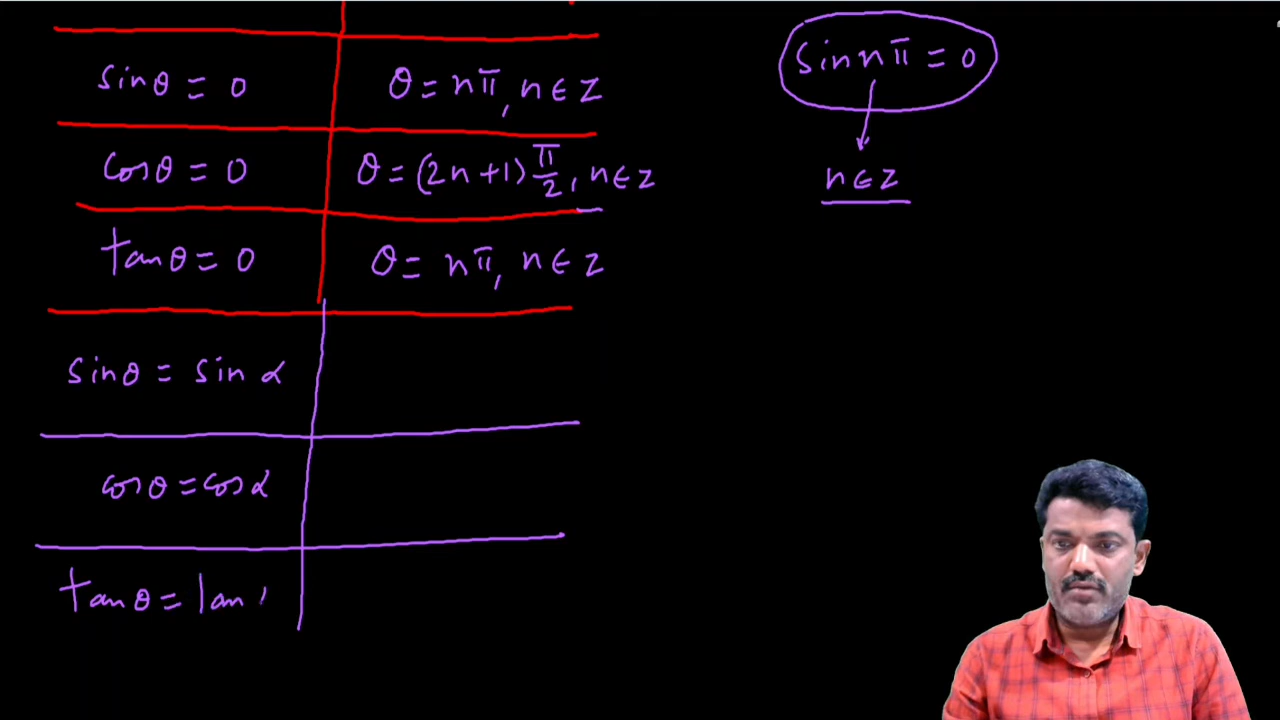 sinθ = 0 θ = nπ, n ∈ Z
cosθ = 0 θ = (2n+1) π/2, n ∈ Z
tanθ = 0 θ = nπ, n ∈ Z
sinθ = sin α
cosθ = cos α
tanθ = tan
sin nπ = 0
n ∈ Z